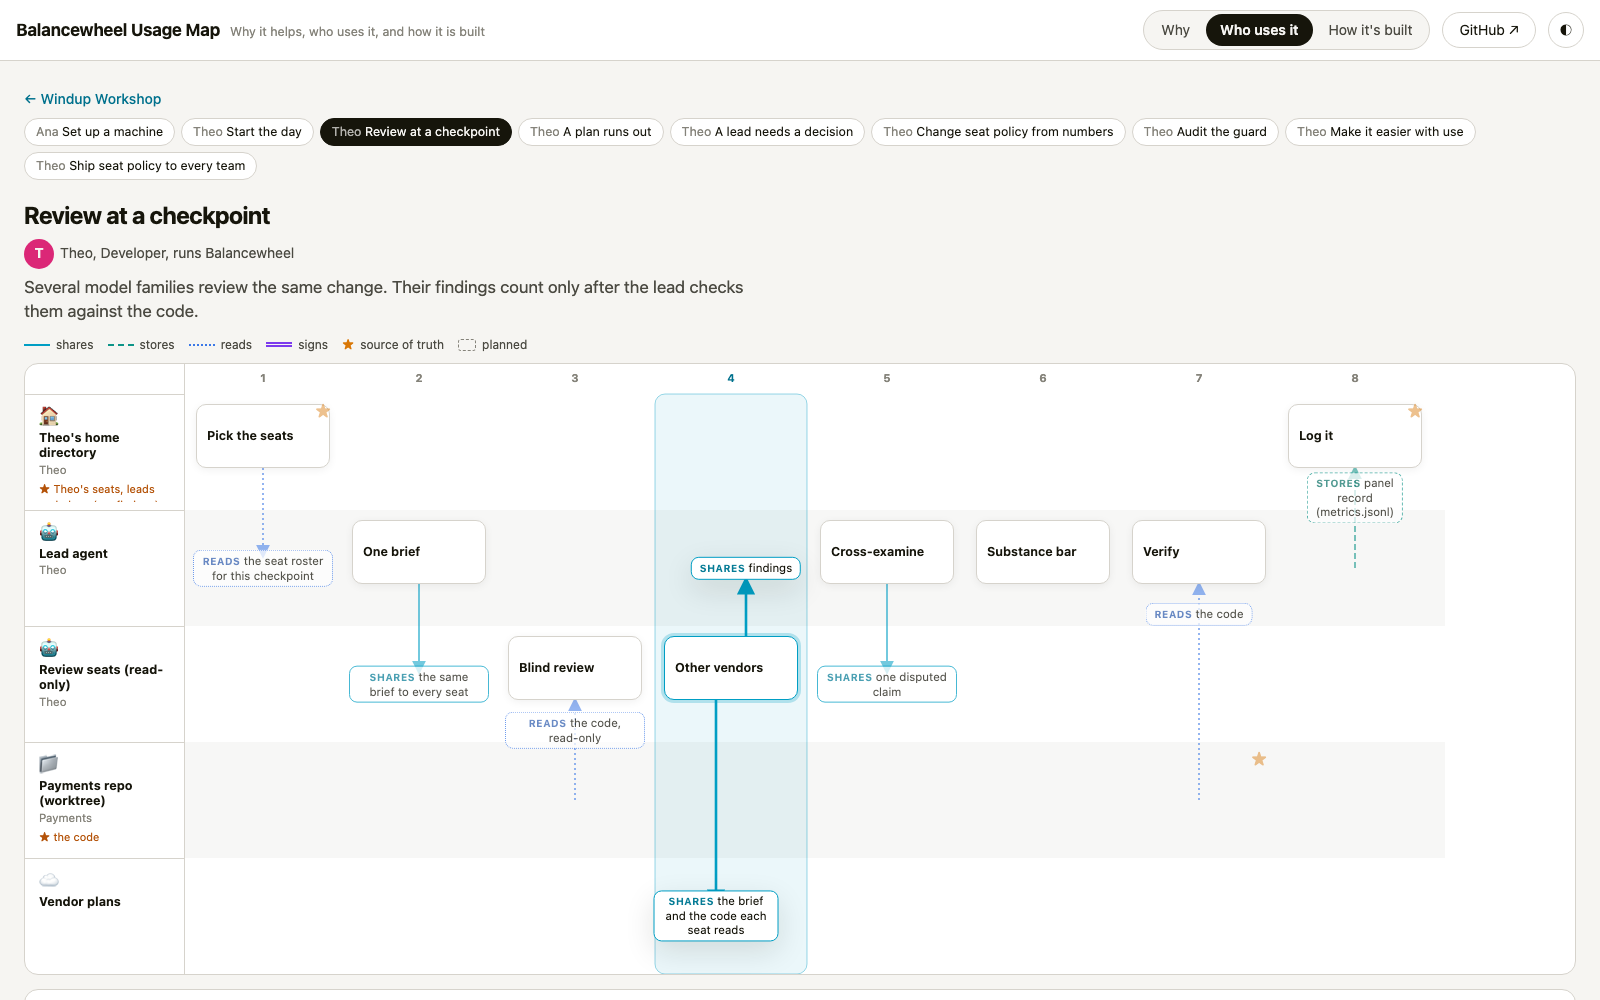 Balancewheel Usage Map
Why it helps, who uses it, and how it is built
Why
Who uses it
How it's built
GitHub ↗
← Windup Workshop
Ana Set up a machine
Theo Start the day
Theo Review at a checkpoint
Theo A plan runs out
Theo A lead needs a decision
Theo Change seat policy from numbers
Theo Audit the guard
Theo Make it easier with use
Theo Ship seat policy to every team
Review at a checkpoint
T
Theo, Developer, runs Balancewheel
Several model families review the same change. Their findings count only after the lead checks
them against the code.
shares
stores
reads
signs
source of truth
planned
1
2
3
4
5
6
7
8
Theo's home
directory
Theo
Theo's seats, leads
Pick the seats
READS the seat roster
for this checkpoint
Log it
STORES panel
record
(metrics.jsonl)
Lead agent
Theo
One brief
SHARES the same
brief to every seat
SHARES findings
Cross-examine
SHARES one disputed
claim
Substance bar
Verify
READS the code
Review seats (read-
only)
Theo
Blind review
READS the code,
read-only
Other vendors
Payments repo
(worktree)
Payments
the code
Vendor plans
SHARES the brief
and the code each
seat reads